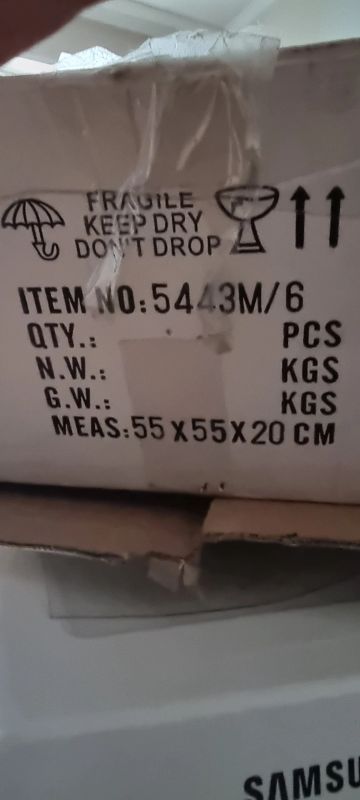 FRAGILE
KEEP DRY
DON'T DROP
ITEM NO:5443M/6
QTY.: PCS
N.W.: KGS
G.W.: KGS
MEAS:55X55X20 CM
SAMSU